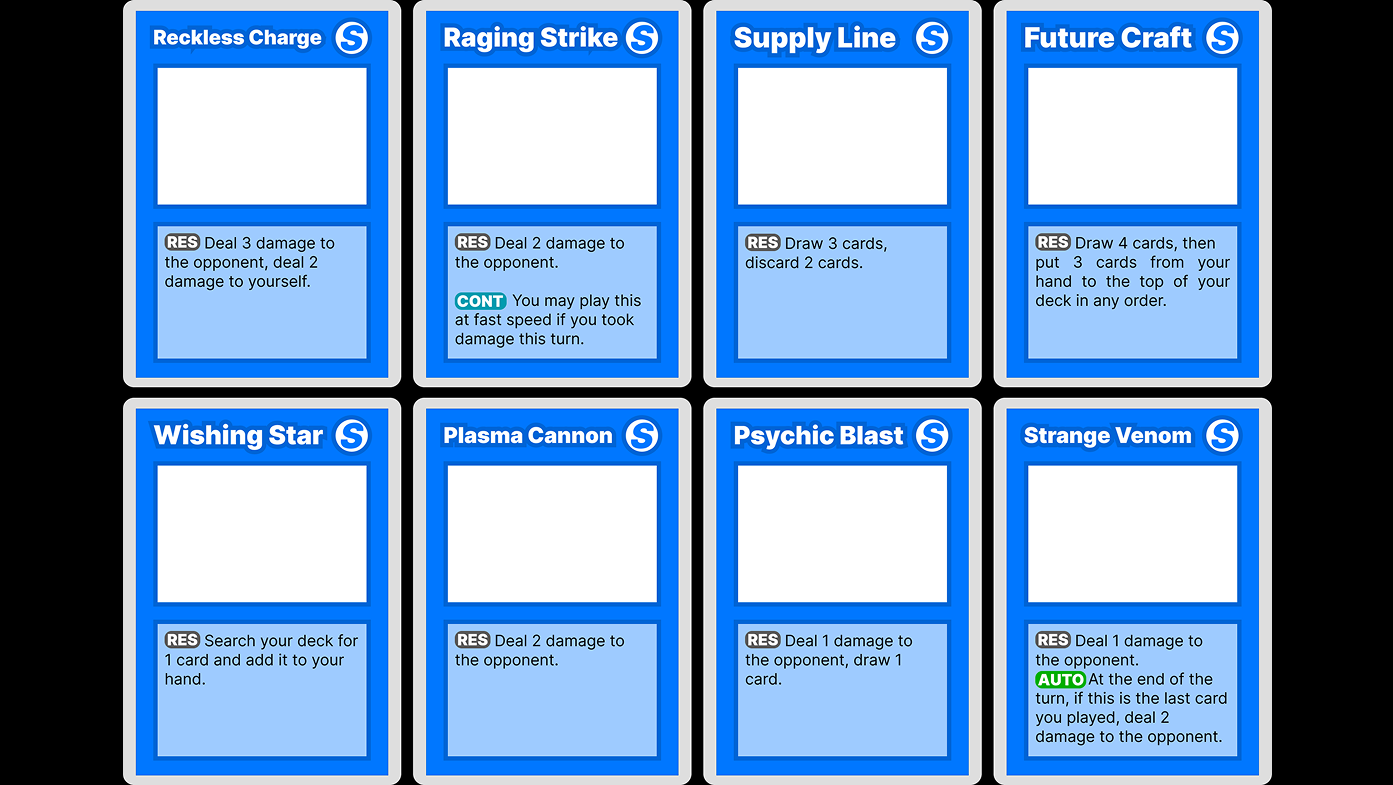 Reckless Charge S
RES Deal 3 damage to
the opponent, deal 2
damage to yourself.
Raging Strike S
RES Deal 2 damage to
the opponent.
CONT You may play this
at fast speed if you took
damage this turn.
Supply Line S
RES Draw 3 cards,
discard 2 cards.
Future Craft S
RES Draw 4 cards, then
put 3 cards from your
hand to the top of your
deck in any order.
Wishing Star S
RES Search your deck for
1 card and add it to your
hand.
Plasma Cannon S
RES Deal 2 damage to
the opponent.
Psychic Blast S
RES Deal 1 damage to
the opponent, draw 1
card.
Strange Venom S
RES Deal 1 damage to
the opponent.
AUTO At the end of the
turn, if this is the last card
you played, deal 2
damage to the opponent.